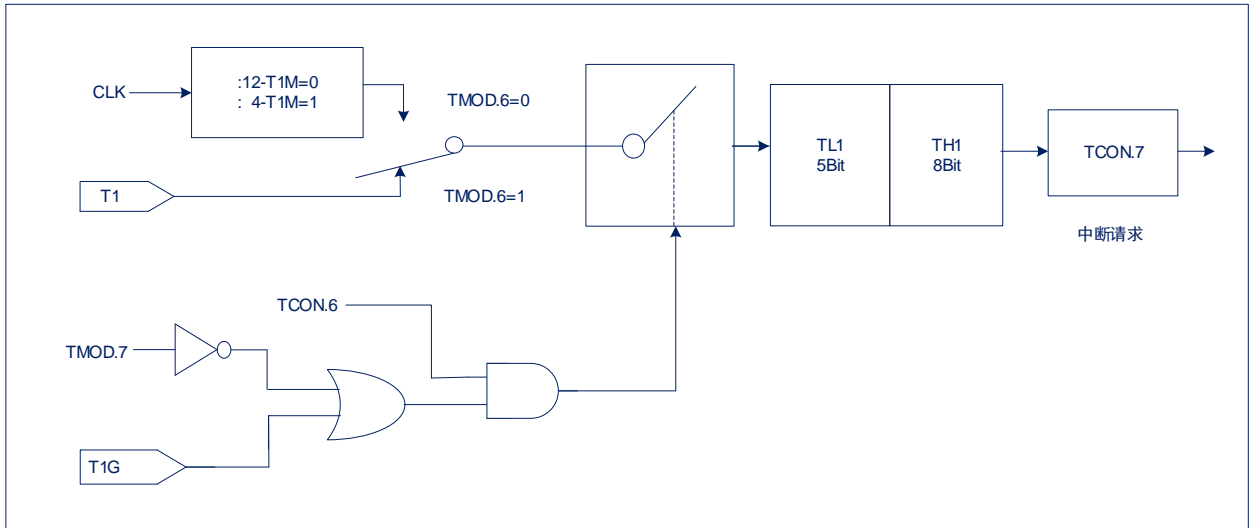 CLK
:12-T1M=0
: 4-T1M=1
TMOD.6=0
T1
TMOD.6=1
TL1
5Bit
TH1
8Bit
TCON.7
中断请求
TCON.6
TMOD.7
T1G